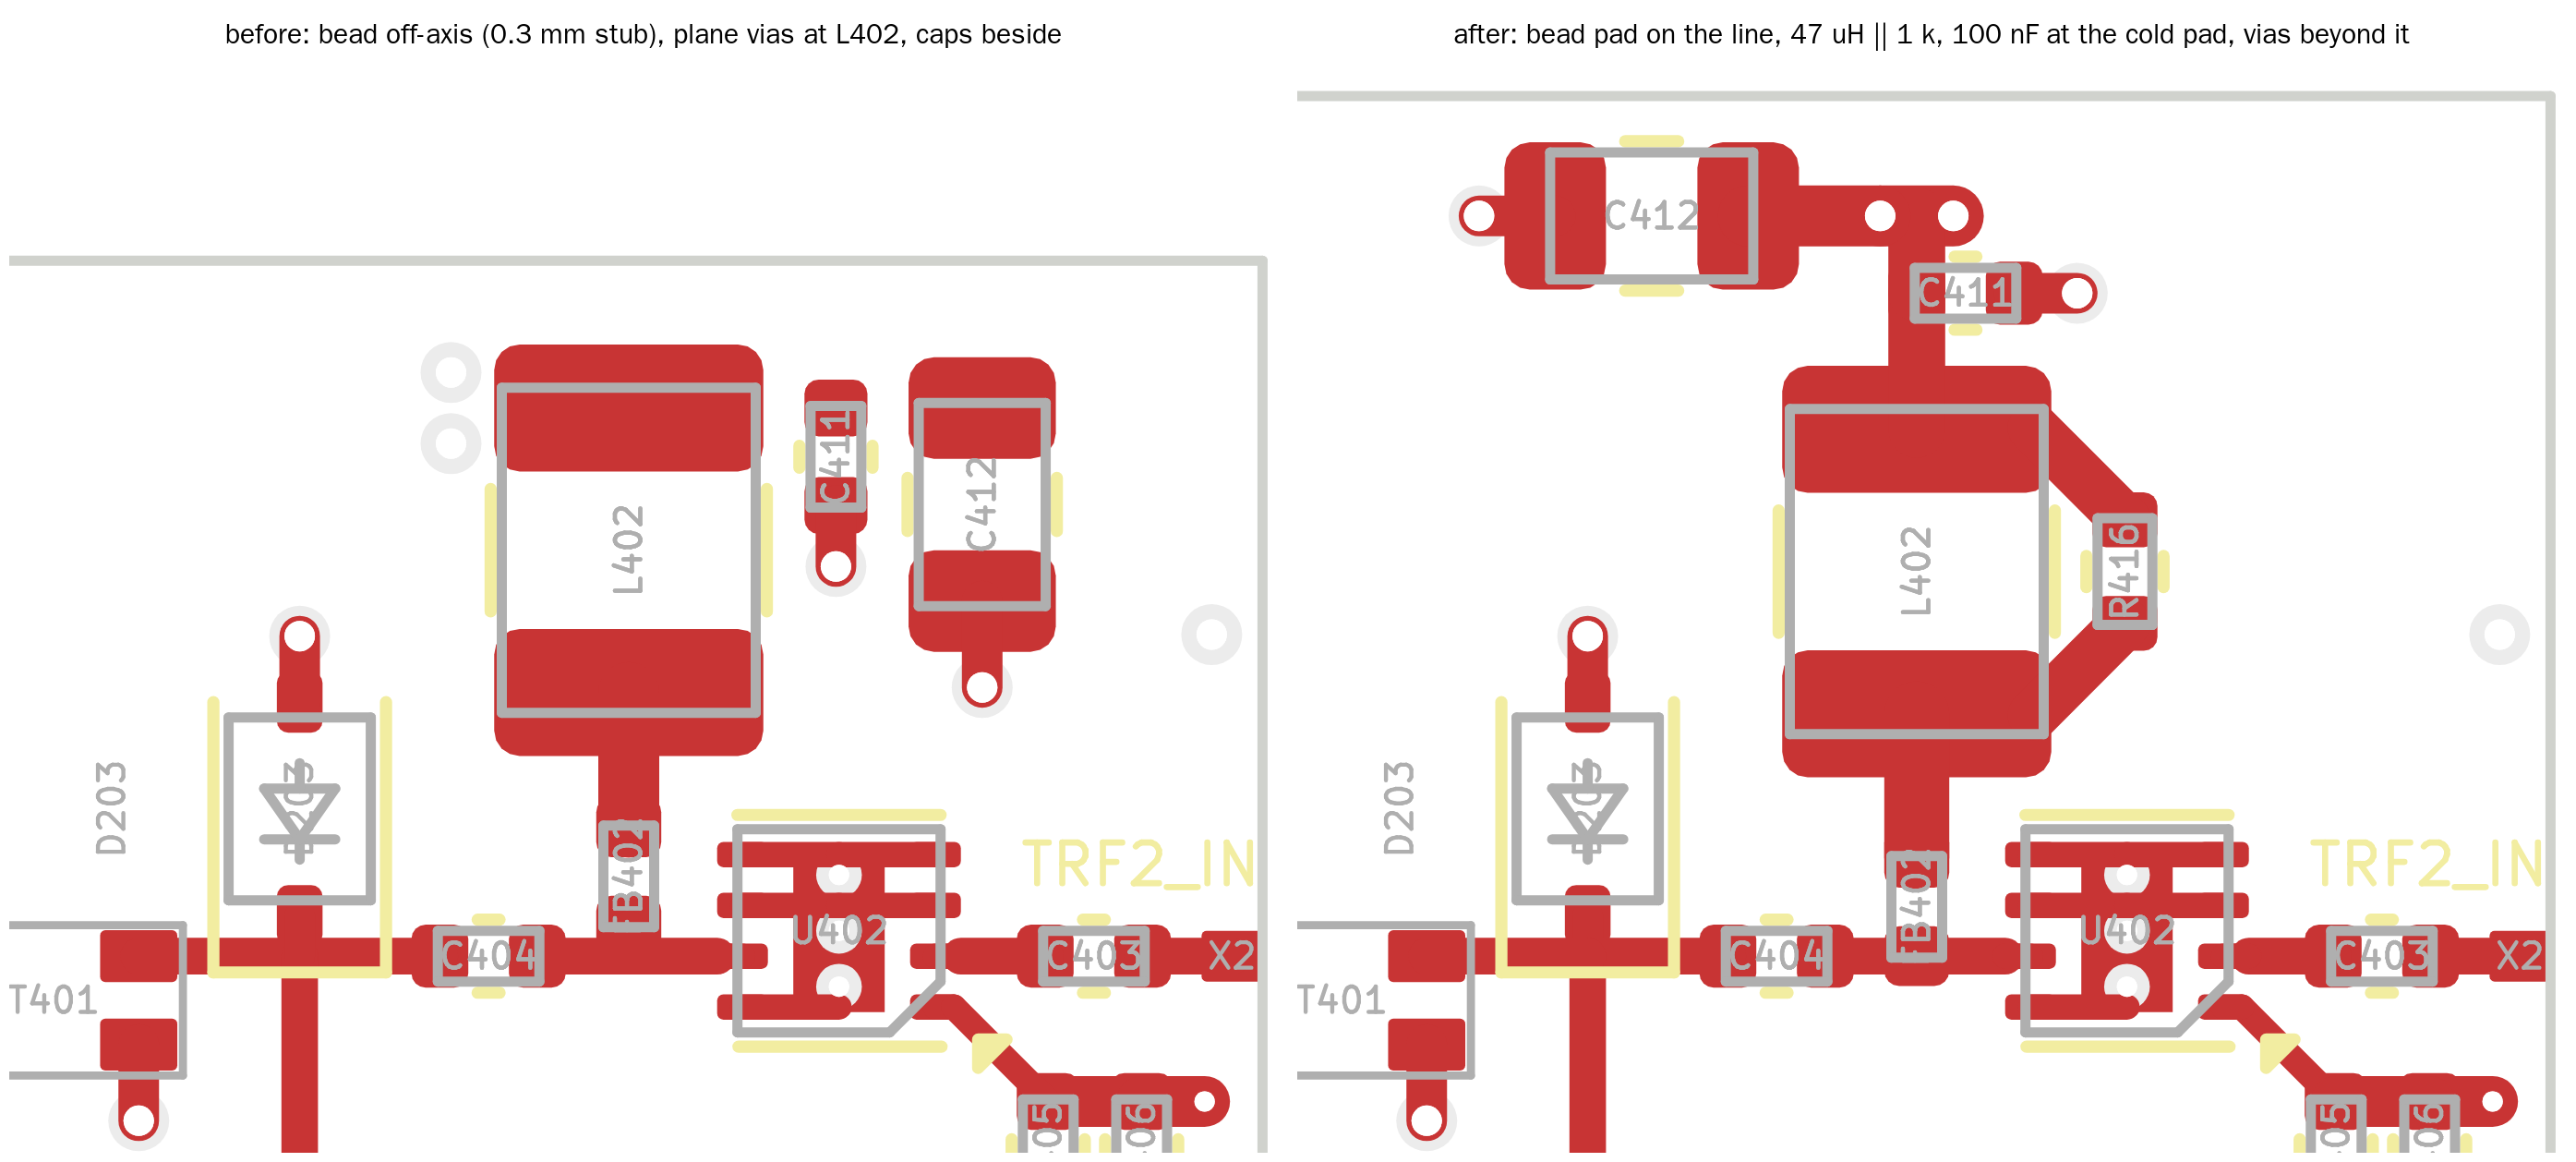 before: bead off-axis (0.3 mm stub), plane vias at L402, caps beside
after: bead pad on the line, 47 uH || 1 k, 100 nF at the cold pad, vias beyond it
C411
C412
L402
D203
TRF2_IN
FB402
U402
C404
C403
X2
T401
C412
C411
L402
R416
D203
TRF2_IN
FB402
U402
C404
C403
X2
T401